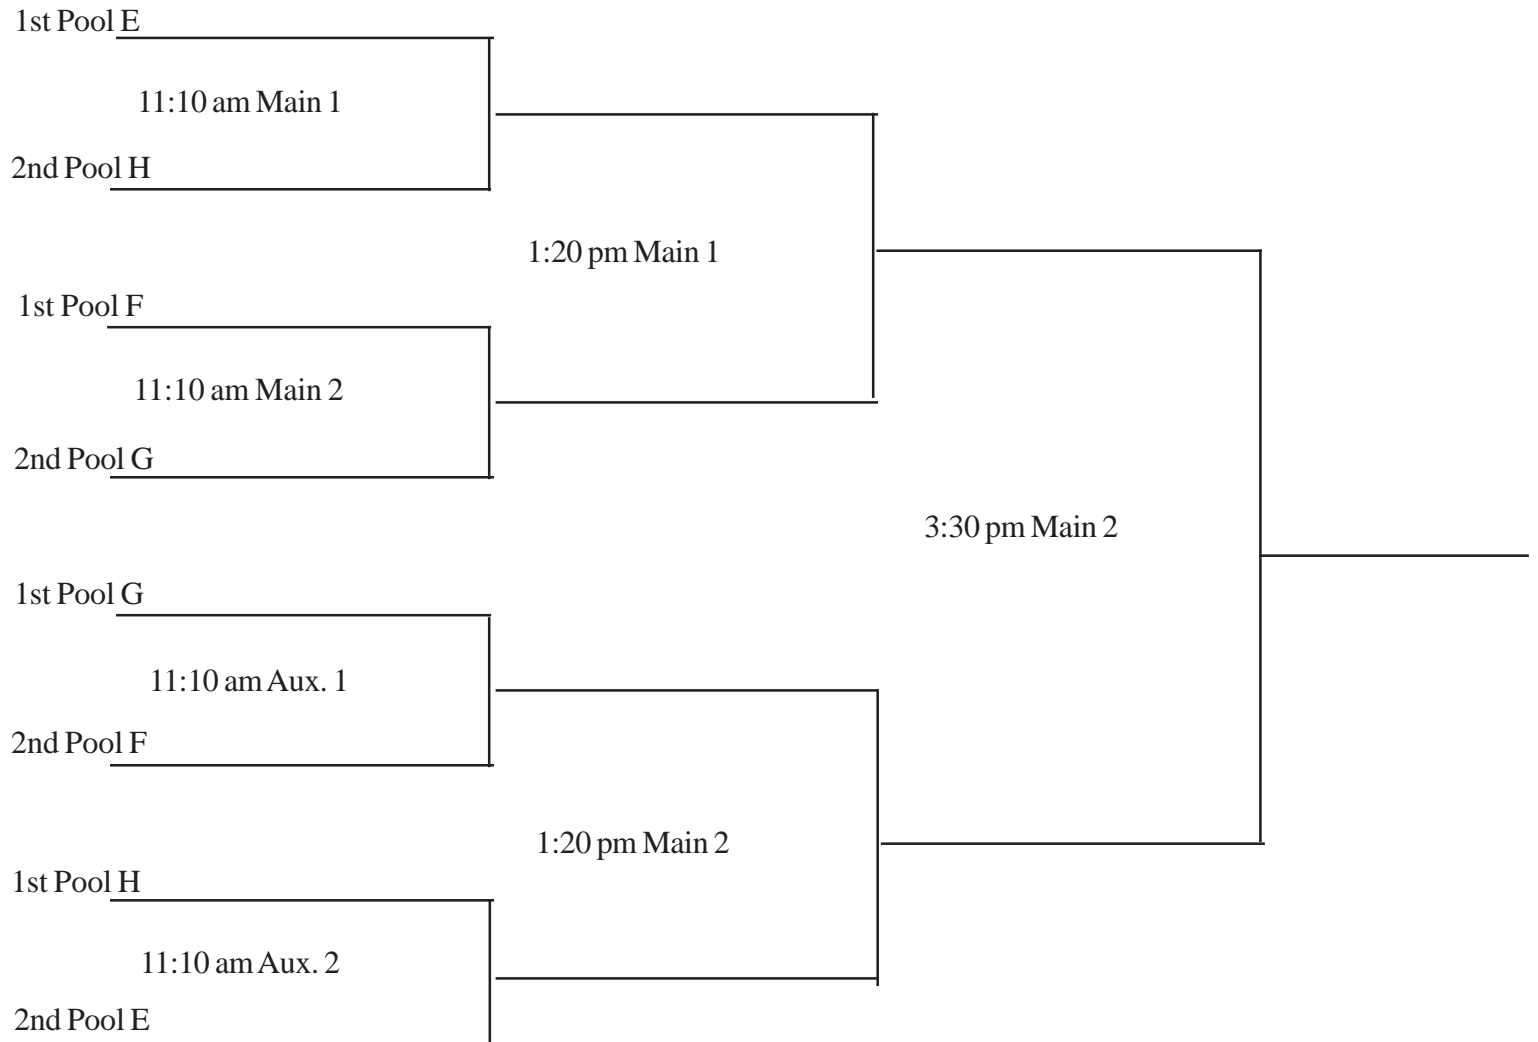 1st Pool E
11:10 am Main 1
2nd Pool H
1:20 pm Main 1
1st Pool F
11:10 am Main 2
2nd Pool G
3:30 pm Main 2
1st Pool G
11:10 am Aux. 1
2nd Pool F
1:20 pm Main 2
1st Pool H
11:10 am Aux. 2
2nd Pool E